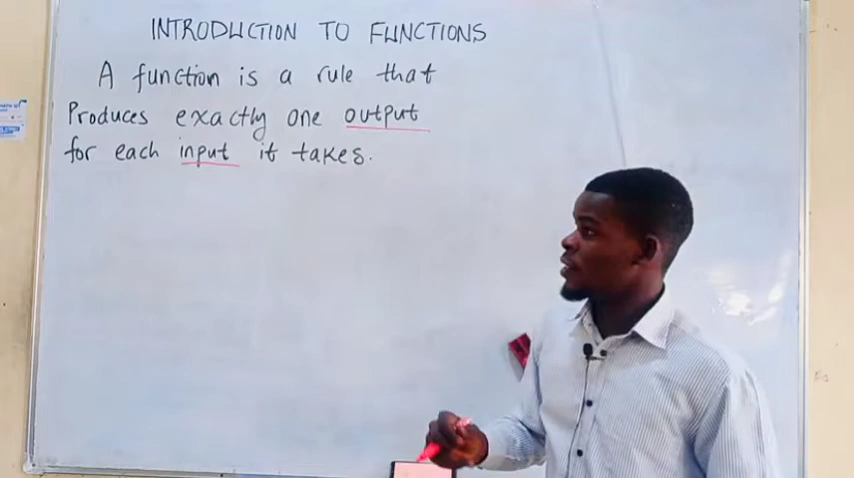 INTRODUCTION TO FUNCTIONS
A function is a rule that
Produces exactly one output
for each input it takes.